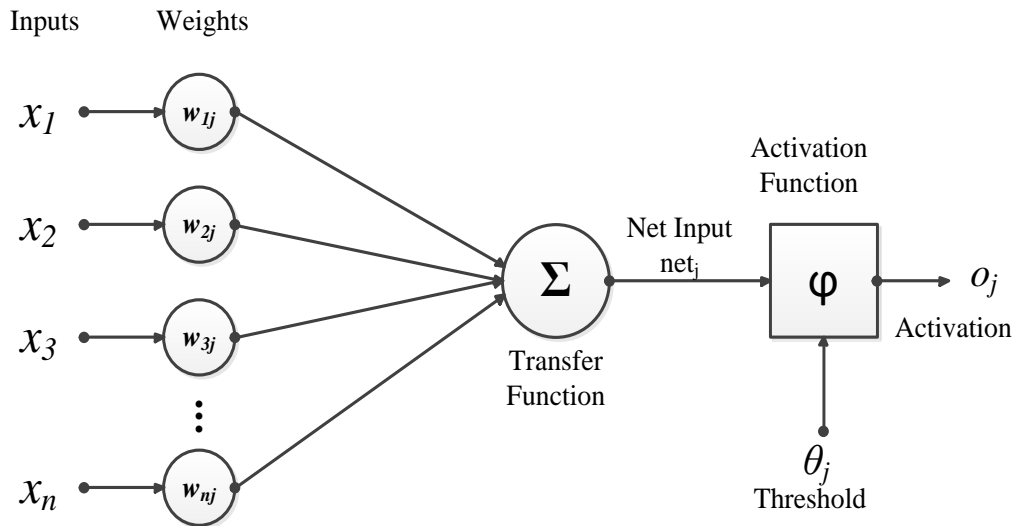 Inputs Weights
x1 w1j
x2 w2j
x3 w3j
⋮
xn wnj
Σ
Transfer
Function
Net Input
netj
Activation
Function
φ
oj
Activation
θj
Threshold